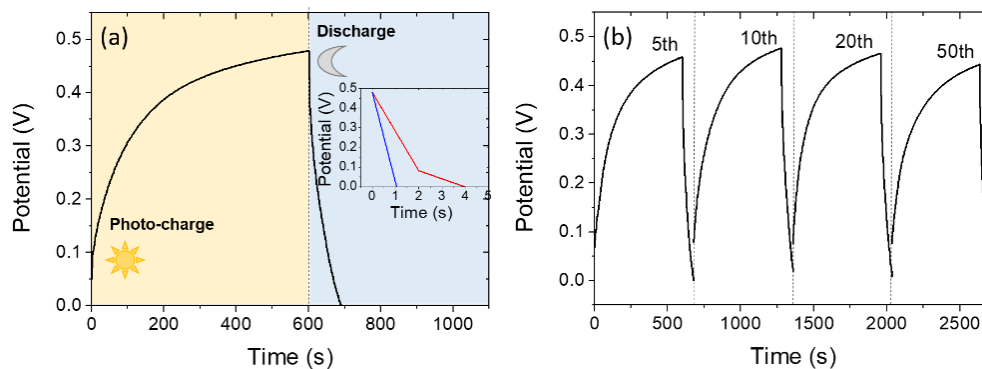 (a)
Discharge
Photo-charge
Potential (V)
0.5
0.4
0.3
0.2
0.1
0.0
0 200 400 600 800 1000
Time (s)
Potential (V)
0.5
0.4
0.3
0.2
0.1
0.0
0 1 2 3 4 5
Time (s)
(b)
5th 10th 20th 50th
Potential (V)
0.5
0.4
0.3
0.2
0.1
0.0
0 500 1000 1500 2000 2500
Time (s)